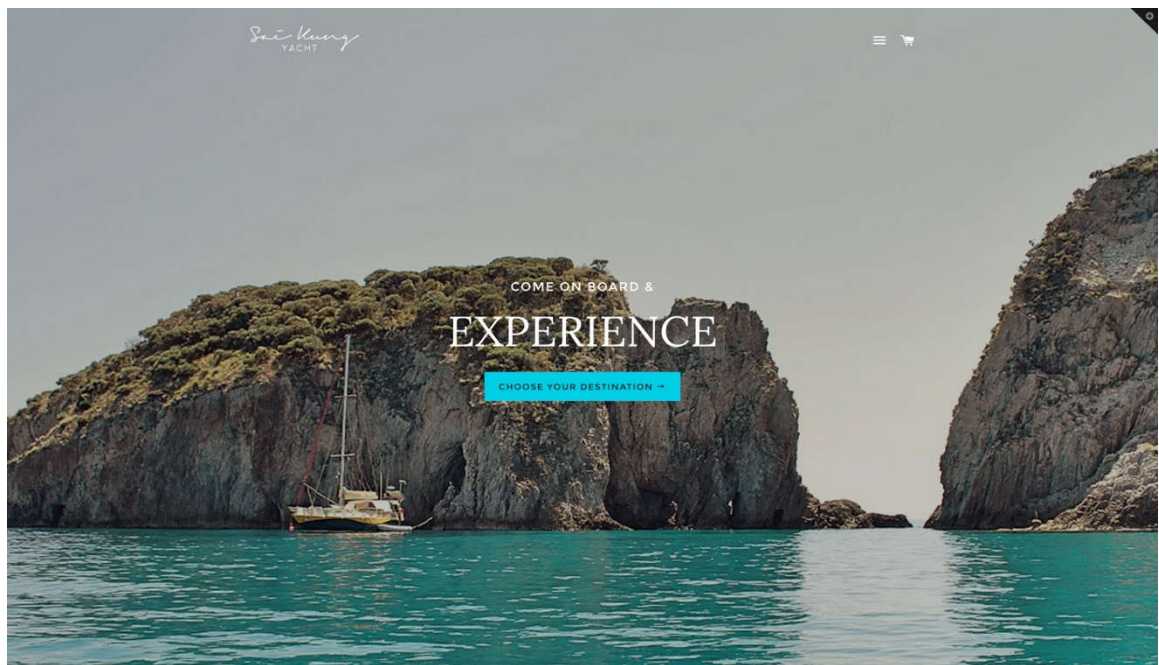 Sai Kung
YACHT
COME ON BOARD &
EXPERIENCE
CHOOSE YOUR DESTINATION →